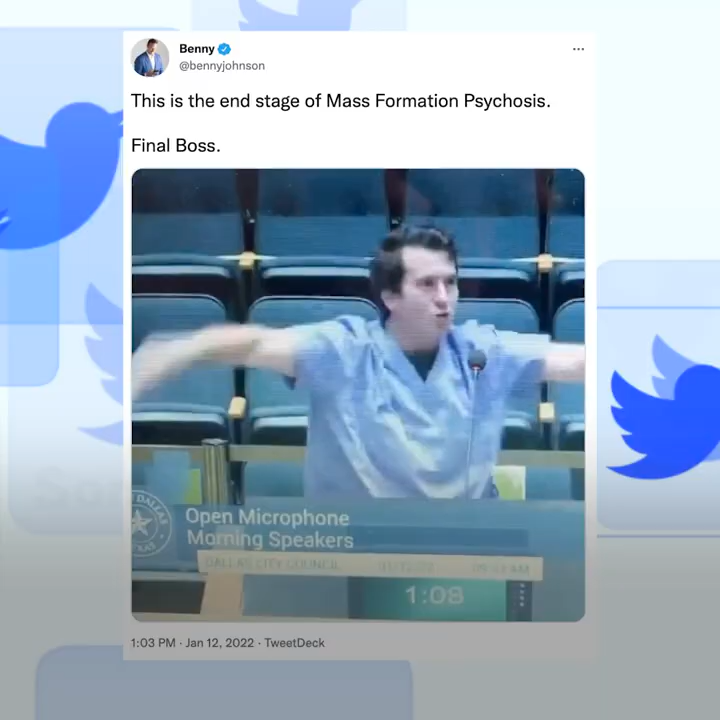 Benny
@bennyjohnson
This is the end stage of Mass Formation Psychosis.
Final Boss.
DALLAS
Open Microphone
Morning Speakers
DALLAS CITY COUNCIL
1:08
1:03 PM · Jan 12, 2022 · TweetDeck